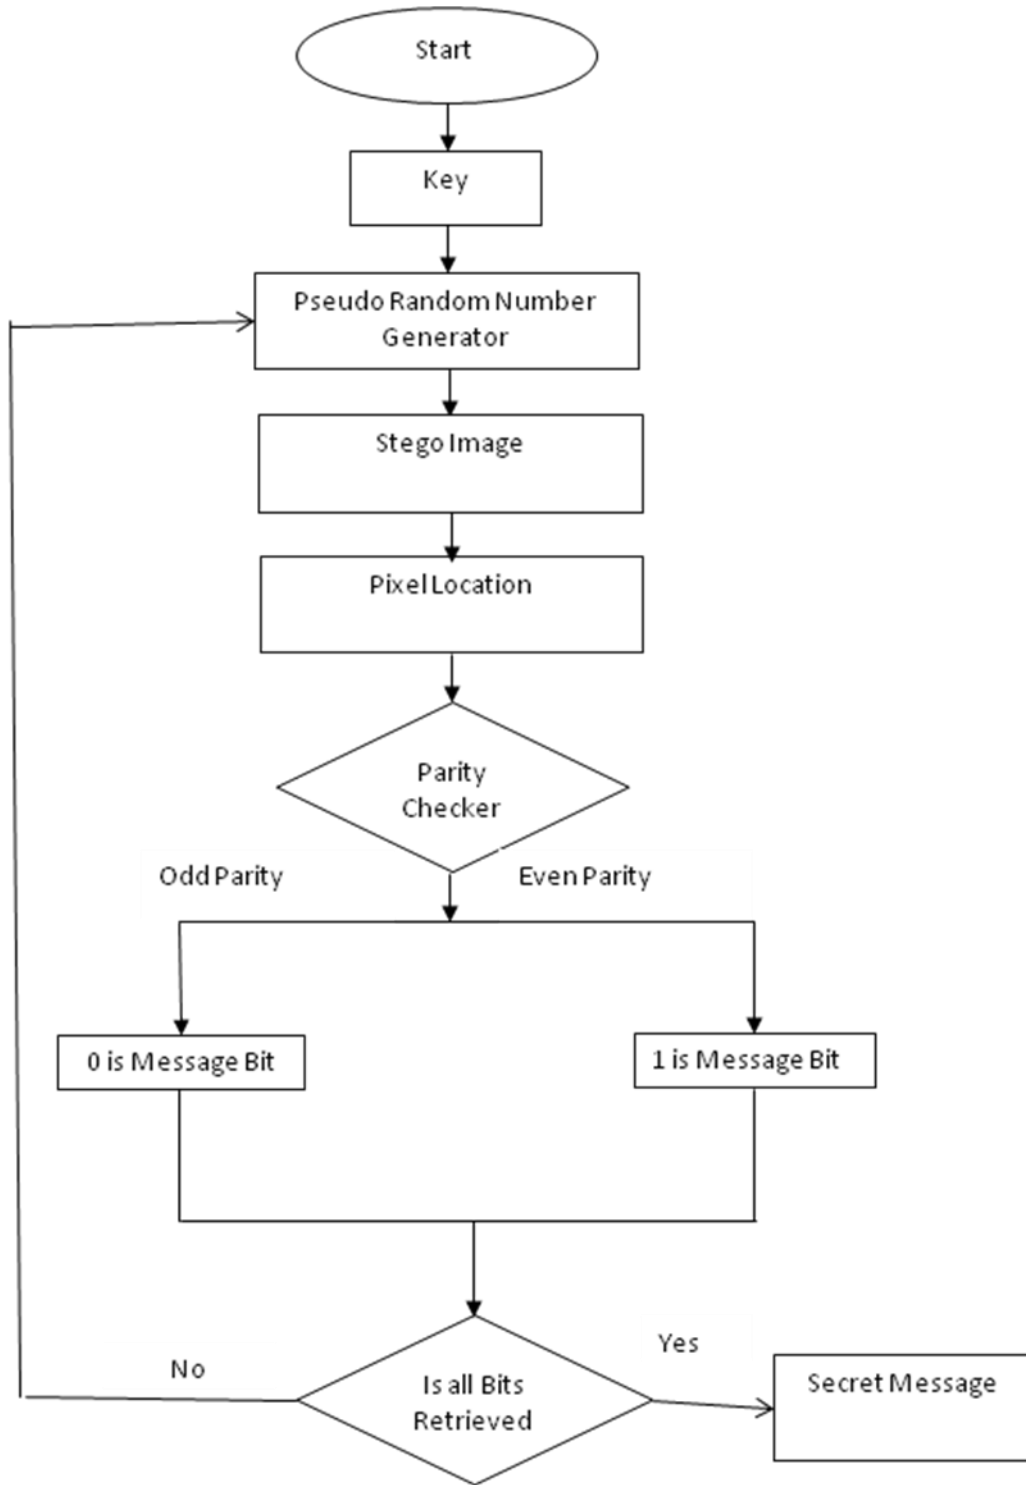 Start
Key
Pseudo Random Number
Generator
Stego Image
Pixel Location
Parity
Checker
Odd Parity
Even Parity
0 is Message Bit
1 is Message Bit
No
Is all Bits
Retrieved
Yes
Secret Message